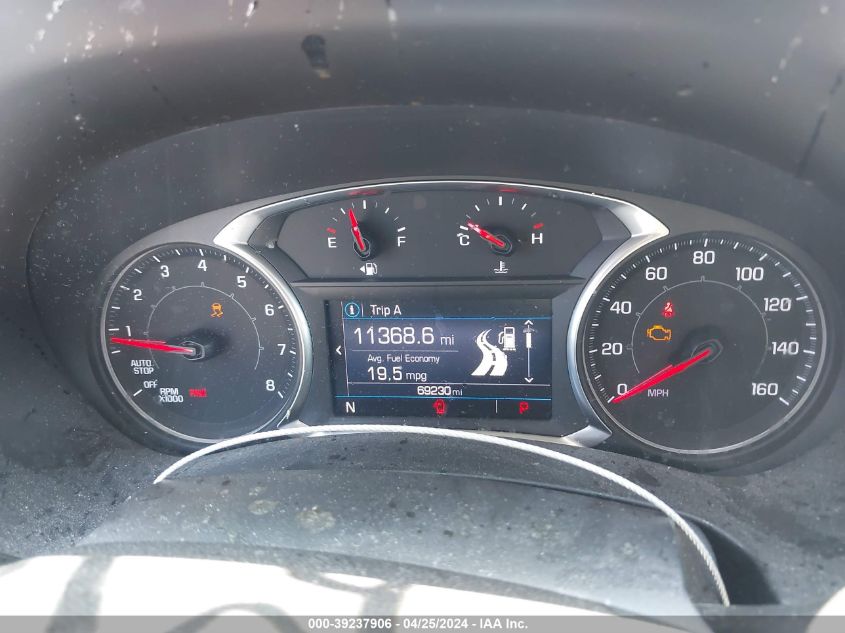 E F
C H
1 2 3 4 5 6 7 8
AUTO
STOP
OFF
RPM
X1000
i Trip A
11368.6 mi
Avg. Fuel Economy
19.5 mpg
69230 mi
N P
0 20 40 60 80 100 120 140 160
MPH
000-39237906 - 04/25/2024 - IAA Inc.